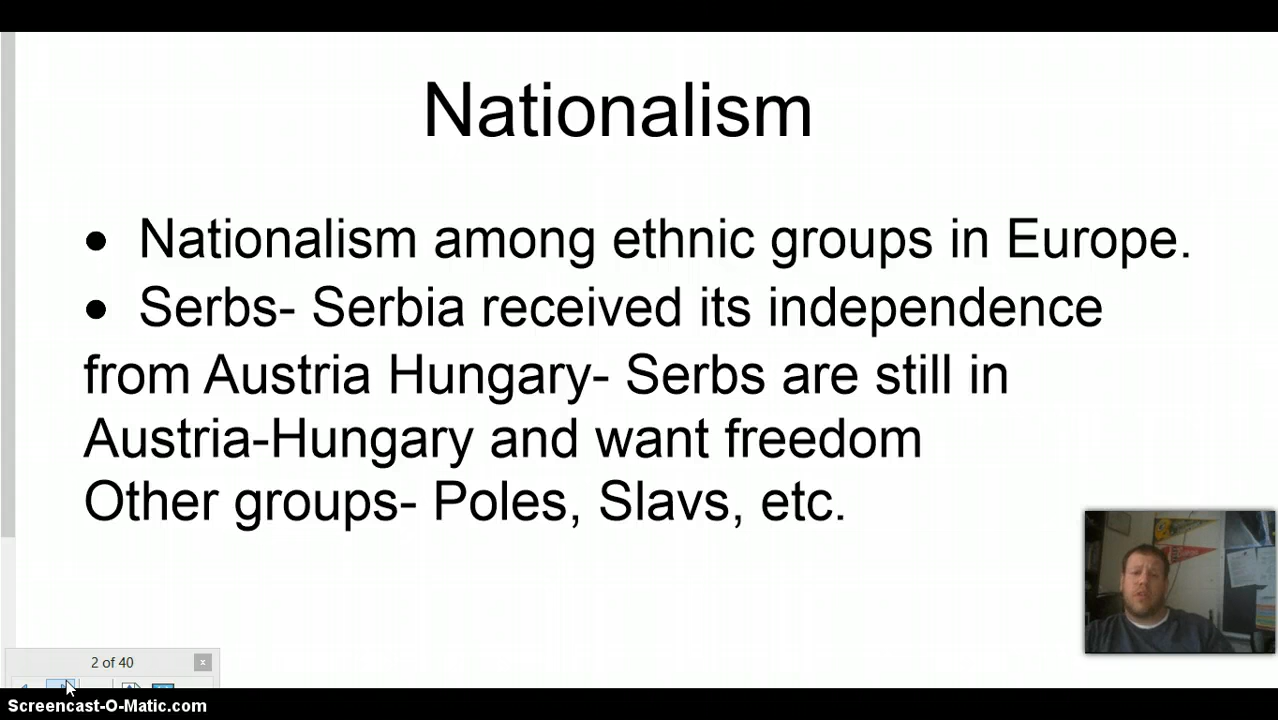 Nationalism
• Nationalism among ethnic groups in Europe.
• Serbs- Serbia received its independence
from Austria Hungary- Serbs are still in
Austria-Hungary and want freedom
Other groups- Poles, Slavs, etc.
2 of 40
x
Screencast-O-Matic.com